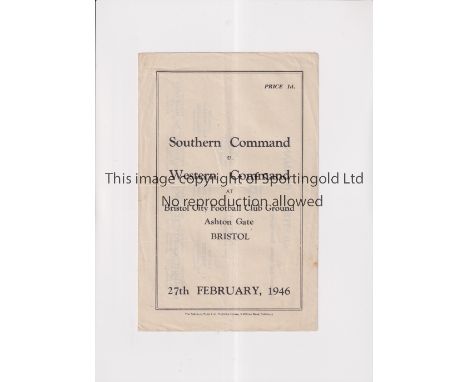 PRICE 1d.
Southern Command
v.
Western Command
This image copyright of Sportingold Ltd
AT
No reproduction allowed
Bristol City Football Club Ground
Ashton Gate
BRISTOL
27th FEBRUARY, 1946